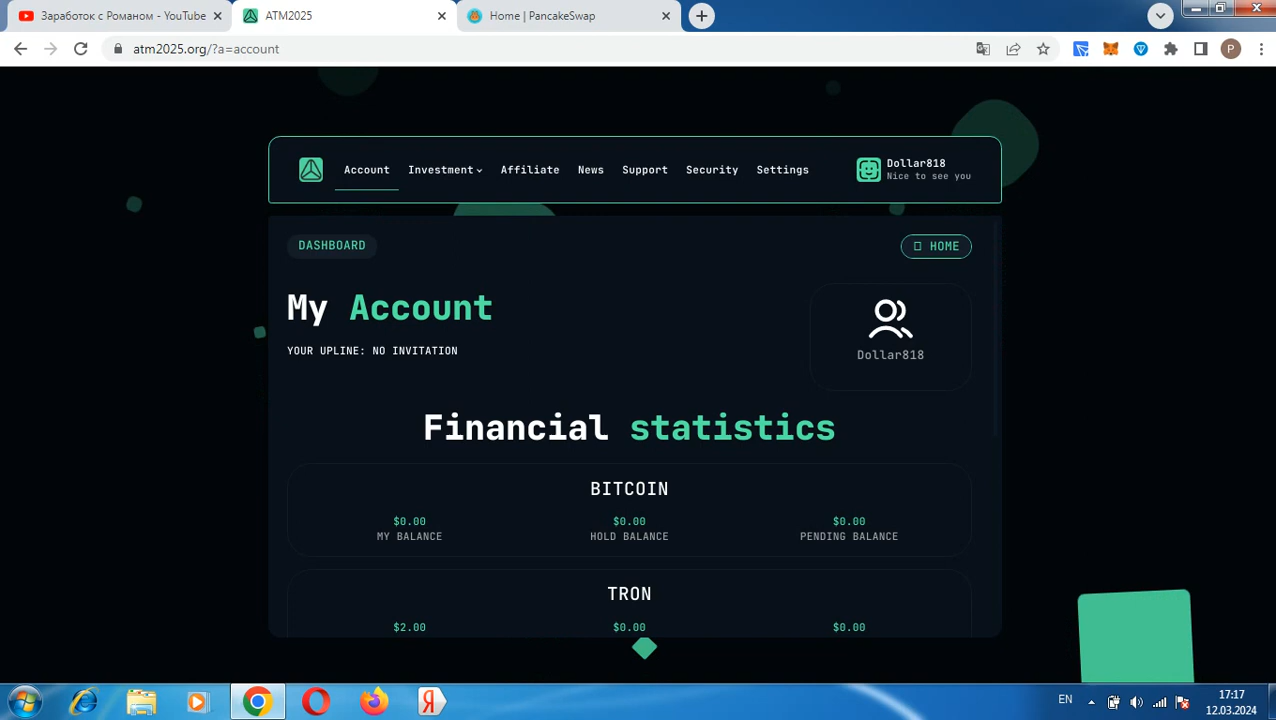 Заработок с Романом - YouTube
ATM2025
Home | PancakeSwap
atm2025.org/?a=account
P
Account
Investment
Affiliate
News
Support
Security
Settings
Dollar818
Nice to see you
DASHBOARD
HOME
My Account
YOUR UPLINE: NO INVITATION
Dollar818
Financial statistics
BITCOIN
$0.00 $0.00 $0.00
MY BALANCE HOLD BALANCE PENDING BALANCE
TRON
$2.00 $0.00 $0.00
Я
EN
17:17
12.03.2024